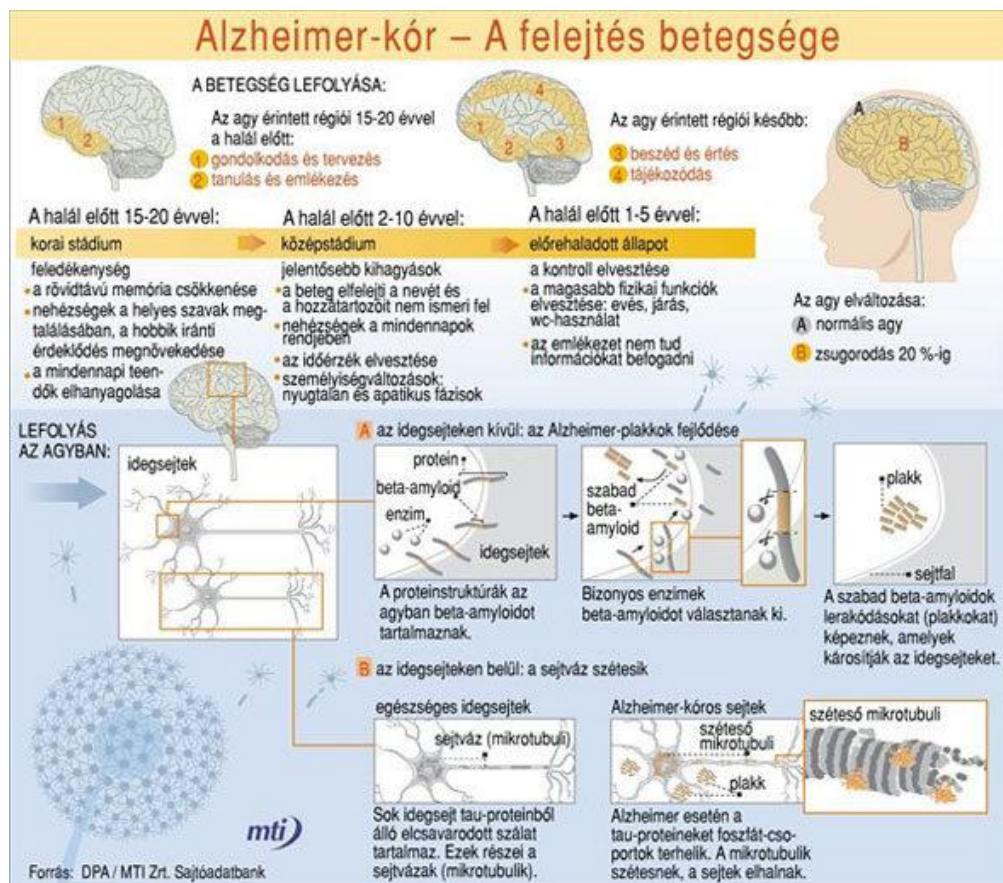 Alzheimer-kór – A felejtés betegsége
A BETEGSÉG LEFOLYÁSA:
Az agy érintett régiói 15-20 évvel
a halál előtt:
1 gondolkodás és tervezés
2 tanulás és emlékezés
1
2
1
2
3
4
Az agy érintett régiói később:
3 beszéd és értés
4 tájékozódás
A
B
Az agy elváltozása:
A normális agy
B zsugorodás 20 %-ig
A halál előtt 15-20 évvel:
korai stádium
feledékenység
• a rövidtávú memória csökkenése
• nehézségek a helyes szavak meg-
találásában, a hobbik iránti
érdeklődés megnövekedése
• a mindennapi teen-
dők elhanyagolása
A halál előtt 2-10 évvel:
középstádium
jelentősebb kihagyások
• a beteg elfelejti a nevét és
a hozzátartozóit nem ismeri fel
• nehézségek a mindennapok
rendjében
• az időérzék elvesztése
• személyiségváltozások:
nyugtalan és apatikus fázisok
A halál előtt 1-5 évvel:
előrehaladott állapot
a kontroll elvesztése
• a magasabb fizikai funkciók
elvesztése: evés, járás,
wc-használat
• az emlékezet nem tud
információkat befogadni
LEFOLYÁS
AZ AGYBAN:
idegsejtek
A az idegsejteken kívül: az Alzheimer-plakkok fejlődése
protein
beta-amyloid
enzim
idegsejtek
A proteinstruktúrák az
agyban beta-amyloidot
tartalmaznak.
szabad
beta-
amyloid
Bizonyos enzimek
beta-amyloidot választanak ki.
plakk
sejtfal
A szabad beta-amyloidok
lerakódásokat (plakkokat)
képeznek, amelyek
károsítják az idegsejteket.
B az idegsejteken belül: a sejtváz szétesik
egészséges idegsejtek
sejtváz (mikrotubuli)
Sok idegsejt tau-proteinből
álló elcsavarodott szálat
tartalmaz. Ezek részei a
sejtvázak (mikrotubulik).
Alzheimer-kóros sejtek
széteső
mikrotubuli
plakk
Alzheimer esetén a
tau-proteineket foszfát-cso-
portok terhelik. A mikrotubulik
szétesnek, a sejtek elhalnak.
széteső mikrotubuli
mti
Forrás: DPA / MTI Zrt. Sajtóadatbank